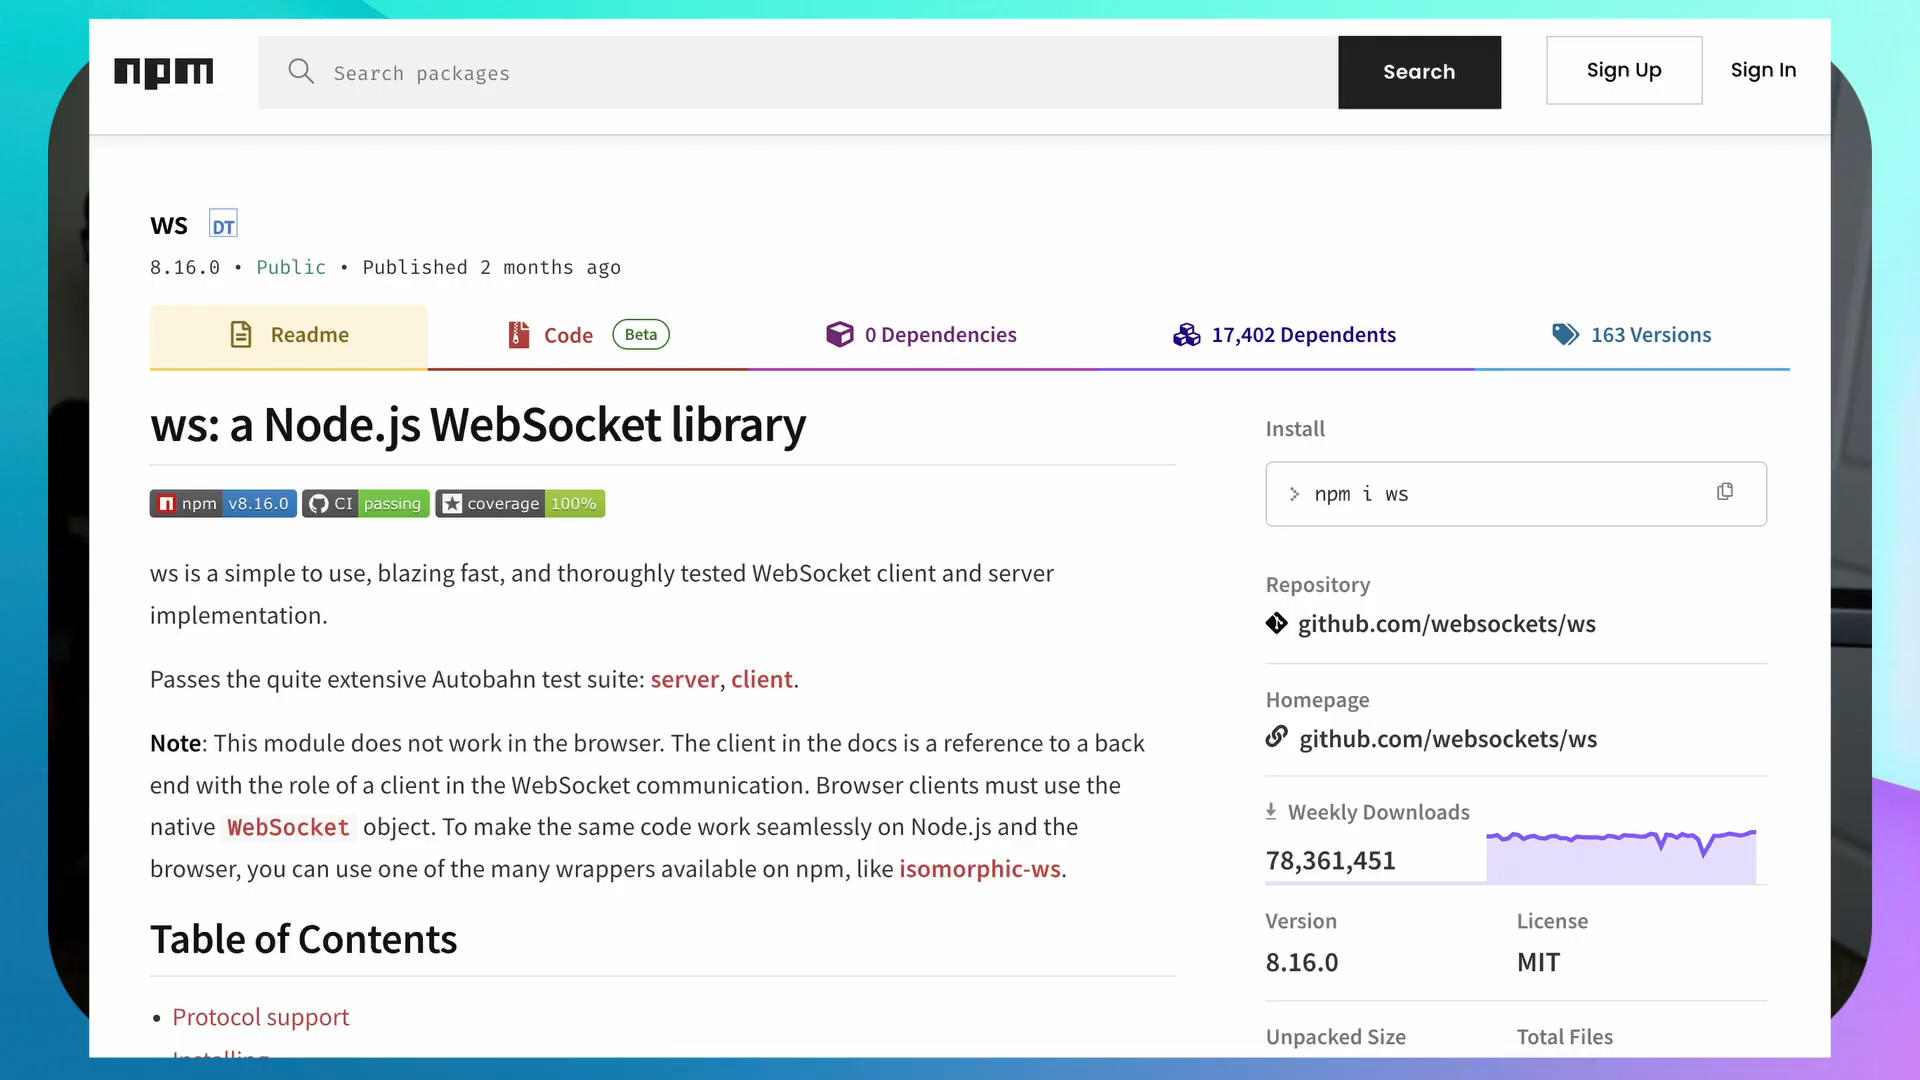 npm
Search packages
Search
Sign Up
Sign In
ws DT
8.16.0 • Public • Published 2 months ago
Readme
Code Beta
0 Dependencies
17,402 Dependents
163 Versions
ws: a Node.js WebSocket library
npm v8.16.0 CI passing coverage 100%
ws is a simple to use, blazing fast, and thoroughly tested WebSocket client and server
implementation.
Passes the quite extensive Autobahn test suite: server, client.
Note: This module does not work in the browser. The client in the docs is a reference to a back
end with the role of a client in the WebSocket communication. Browser clients must use the
native WebSocket object. To make the same code work seamlessly on Node.js and the
browser, you can use one of the many wrappers available on npm, like isomorphic-ws.
Table of Contents
• Protocol support
Installing
Install
> npm i ws
Repository
github.com/websockets/ws
Homepage
github.com/websockets/ws
Weekly Downloads
78,361,451
Version
License
8.16.0
MIT
Unpacked Size
Total Files